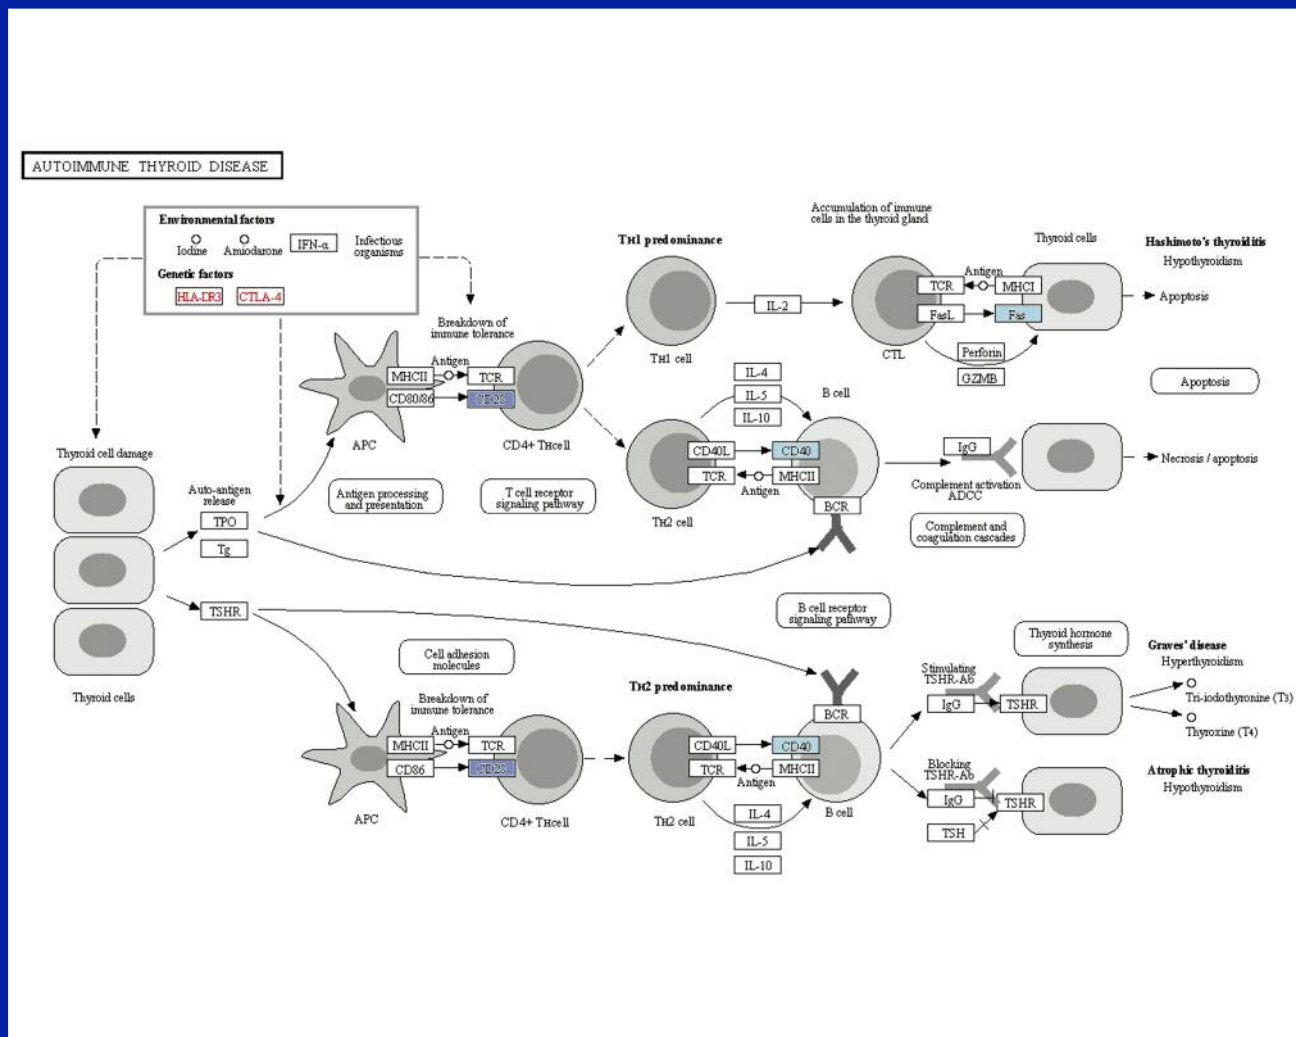 AUTOIMMUNE THYROID DISEASE
Environmental factors
Iodine
Amiodarone
IFN-α
Infectious
organisms
Genetic factors
HLA-DR3
CTLA-4
Accumulation of immune
cells in the thyroid gland
TH1 predominance
Thyroid cells
Hashimoto's thyroiditis
Hypothyroidism
TCR
Antigen
MHCI
IL-2
Apoptosis
FasL
Fas
Breakdown of
immune tolerance
TH1 cell
CTL
Perforin
GZMB
Antigen
MHCII
TCR
CD80/86
CD28
IL-4
IL-5
IL-10
B cell
Apoptosis
APC
CD4+ THcell
CD40L
CD40
TCR
Antigen
MHCII
IgG
Necrosis / apoptosis
Thyroid cell damage
Complement activation
ADCC
Auto-antigen
release
Antigen processing
and presentation
T cell receptor
signaling pathway
TH2 cell
BCR
TPO
Tg
Complement and
coagulation cascades
TSHR
B cell receptor
signaling pathway
Thyroid hormone
synthesis
Cell adhesion
molecules
Graves' disease
Hyperthyroidism
Thyroid cells
Breakdown of
immune tolerance
TH2 predominance
Stimulating
TSHR-Ab
IgG
TSHR
Tri-iodothyronine (T3)
Thyroxine (T4)
BCR
Antigen
MHCII
TCR
CD86
CD28
CD40L
CD40
TCR
Antigen
MHCII
Blocking
TSHR-Ab
Atrophic thyroiditis
Hypothyroidism
IgG
TSHR
APC
CD4+ THcell
TH2 cell
IL-4
IL-5
IL-10
B cell
TSH